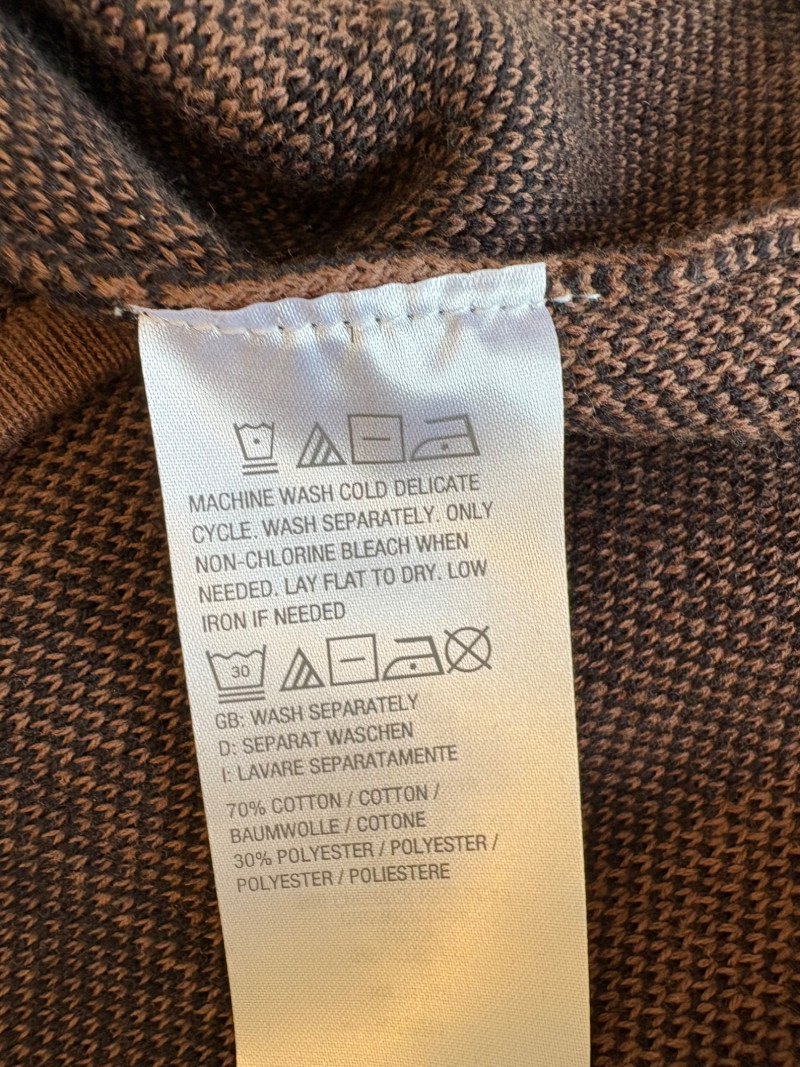 MACHINE WASH COLD DELICATE
CYCLE. WASH SEPARATELY. ONLY
NON-CHLORINE BLEACH WHEN
NEEDED. LAY FLAT TO DRY. LOW
IRON IF NEEDED
30
GB: WASH SEPARATELY
D: SEPARAT WASCHEN
I: LAVARE SEPARATAMENTE
70% COTTON / COTTON /
BAUMWOLLE / COTONE
30% POLYESTER / POLYESTER /
POLYESTER / POLIESTERE